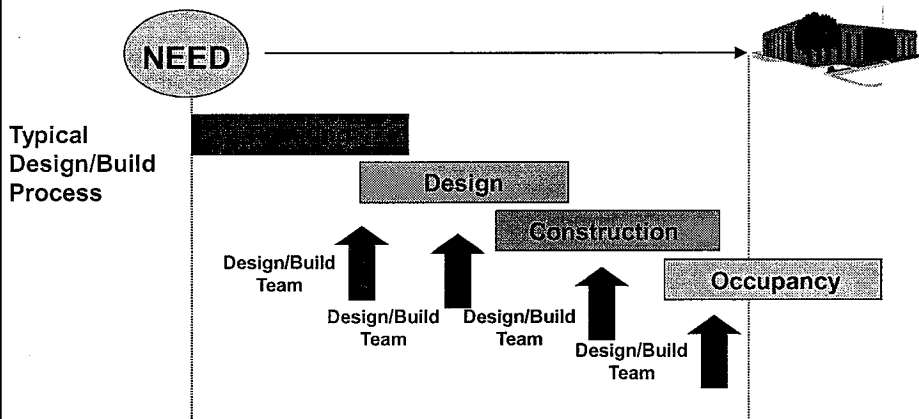 NEED
Typical
Design/Build
Process
Design
Construction
Occupancy
Design/Build
Team
Design/Build
Team
Design/Build
Team
Design/Build
Team